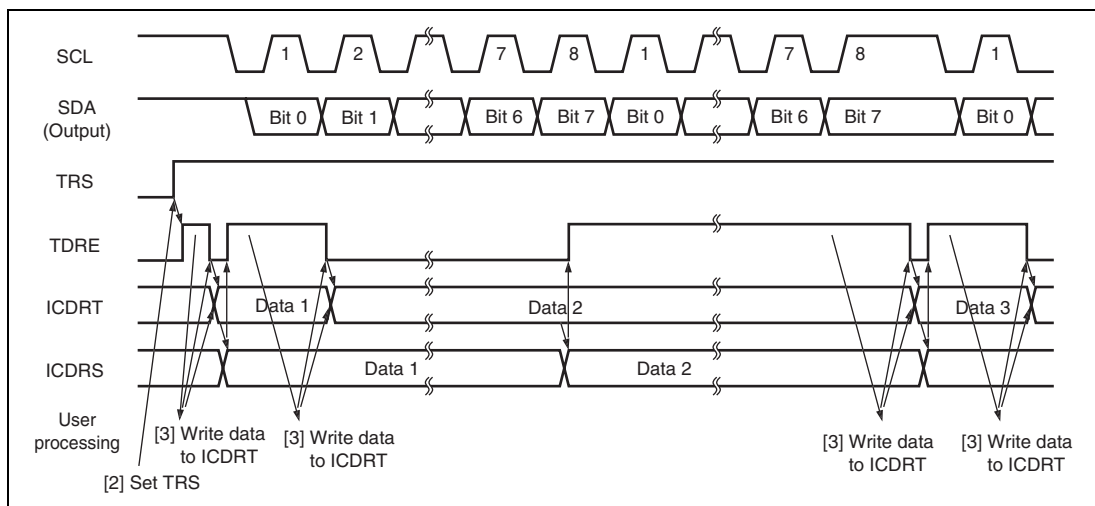 SCL 1 2 7 8 1 7 8 1
SDA
(Output) Bit 0 Bit 1 Bit 6 Bit 7 Bit 0 Bit 6 Bit 7 Bit 0
TRS
TDRE
ICDRT Data 1 Data 2 Data 3
ICDRS Data 1 Data 2
User
processing
[3] Write data
to ICDRT
[3] Write data
to ICDRT
[3] Write data
to ICDRT
[3] Write data
to ICDRT
[2] Set TRS